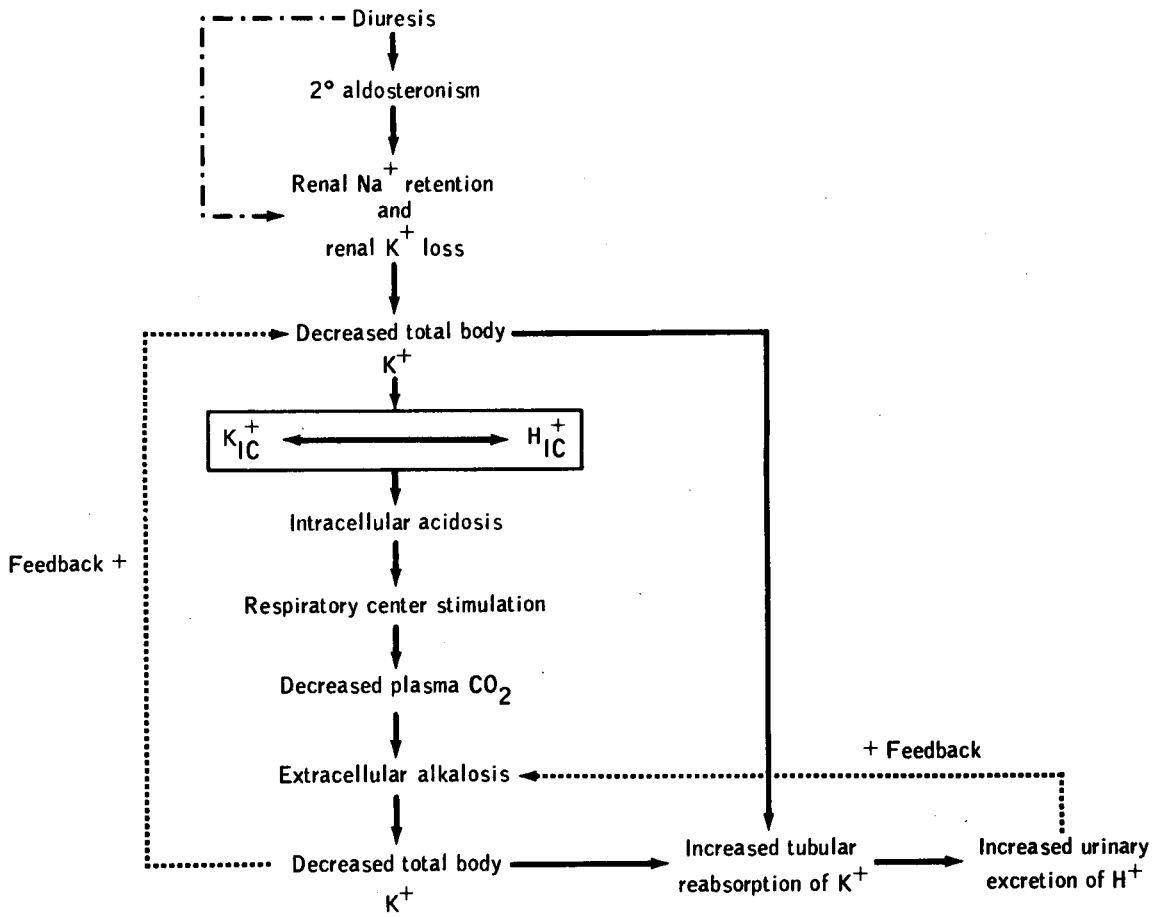 Diuresis
2° aldosteronism
Renal Na⁺ retention
and
renal K⁺ loss
Decreased total body
K⁺
K⁺IC H⁺IC
Intracellular acidosis
Feedback +
Respiratory center stimulation
Decreased plasma CO₂
+ Feedback
Extracellular alkalosis
Decreased total body
K⁺
Increased tubular
reabsorption of K⁺
Increased urinary
excretion of H⁺